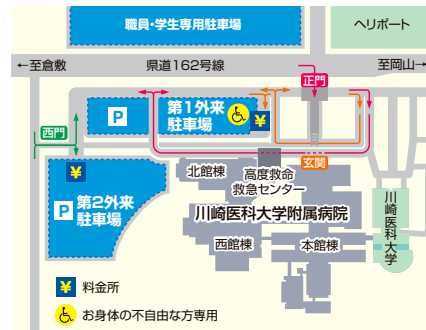 職員・学生専用駐車場
ヘリポート
←至倉敷
県道162号線
至岡山→
正門
P
第1外来
駐車場
¥
西門
玄関
¥
北館棟
高度救命
救急センター
P
第2外来
駐車場
川崎医科大学附属病院
西館棟
本館棟
川崎医科大学
¥ 料金所
お身体の不自由な方専用